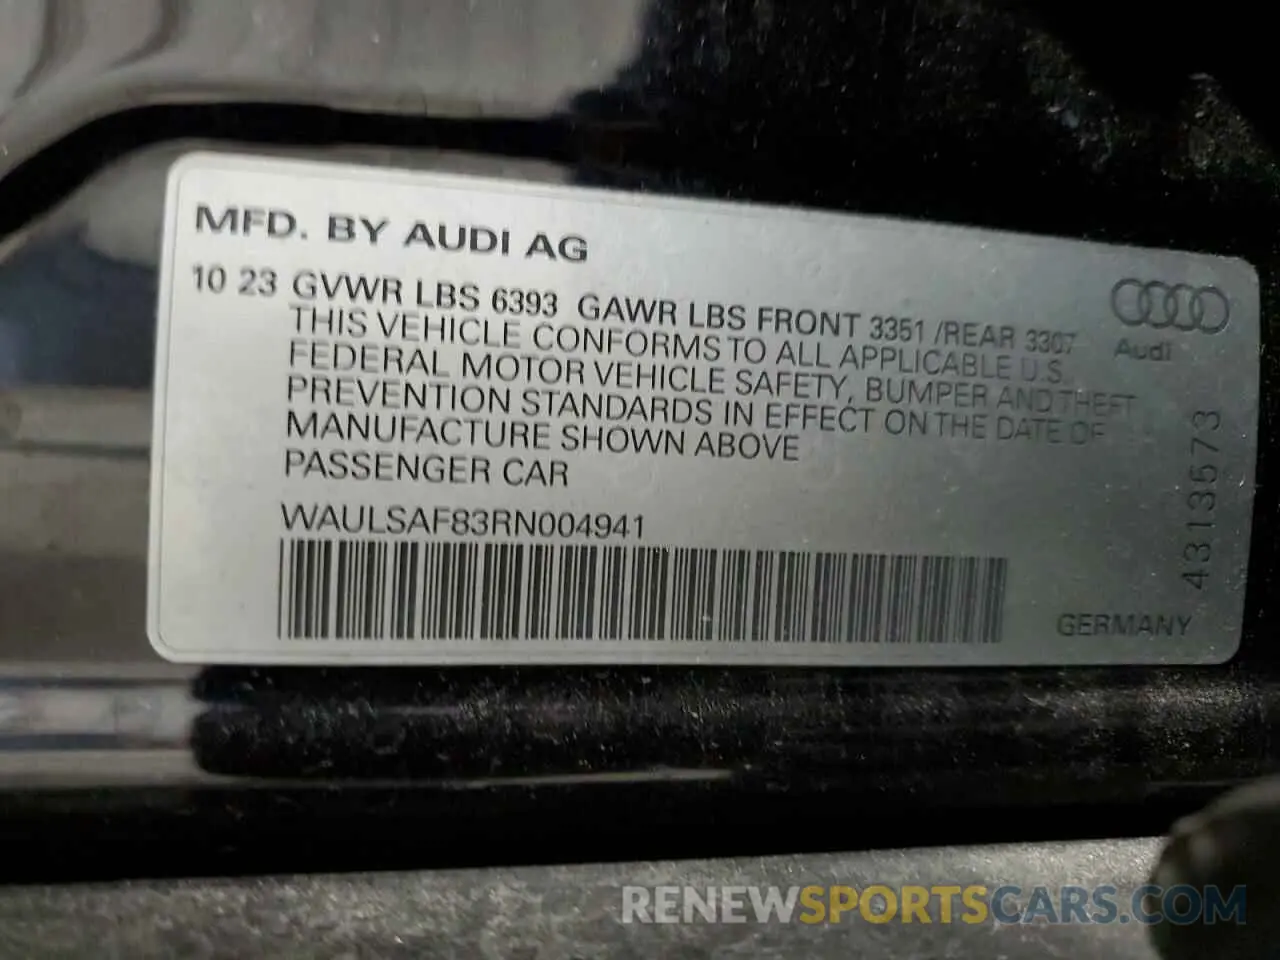 MFD. BY AUDI AG
10 23 GVWR LBS 6393 GAWR LBS FRONT 3351 /REAR 3307
THIS VEHICLE CONFORMS TO ALL APPLICABLE U.S.
FEDERAL MOTOR VEHICLE SAFETY, BUMPER AND THEFT
PREVENTION STANDARDS IN EFFECT ON THE DATE OF
MANUFACTURE SHOWN ABOVE
PASSENGER CAR
WAULSAF83RN004941
Audi
4313573
GERMANY
RENEWSPORTSCARS.COM